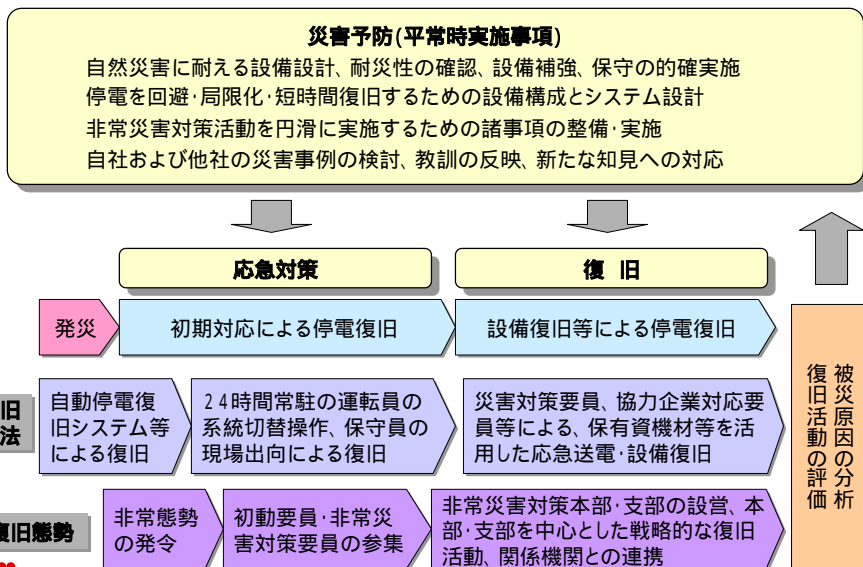 災害予防(平常時実施事項)
自然災害に耐える設備設計、耐災性の確認、設備補強、保守の的確実施
停電を回避・局限化・短時間復旧するための設備構成とシステム設計
非常災害対策活動を円滑に実施するための諸事項の整備・実施
自社および他社の災害事例の検討、教訓の反映、新たな知見への対応
応急対策
復 旧
発災
初期対応による停電復旧
設備復旧等による停電復旧
旧
法
自動停電復
旧システム等
による復旧
24時間常駐の運転員の
系統切替操作、保守員の
現場出向による復旧
災害対策要員、協力企業対応要
員等による、保有資機材等を活
用した応急送電・設備復旧
復旧態勢
非常態勢
の発令
初動要員・非常災
害対策要員の参集
非常災害対策本部・支部の設営、本
部・支部を中心とした戦略的な復旧
活動、関係機関との連携
被災原因の分析
復旧活動の評価